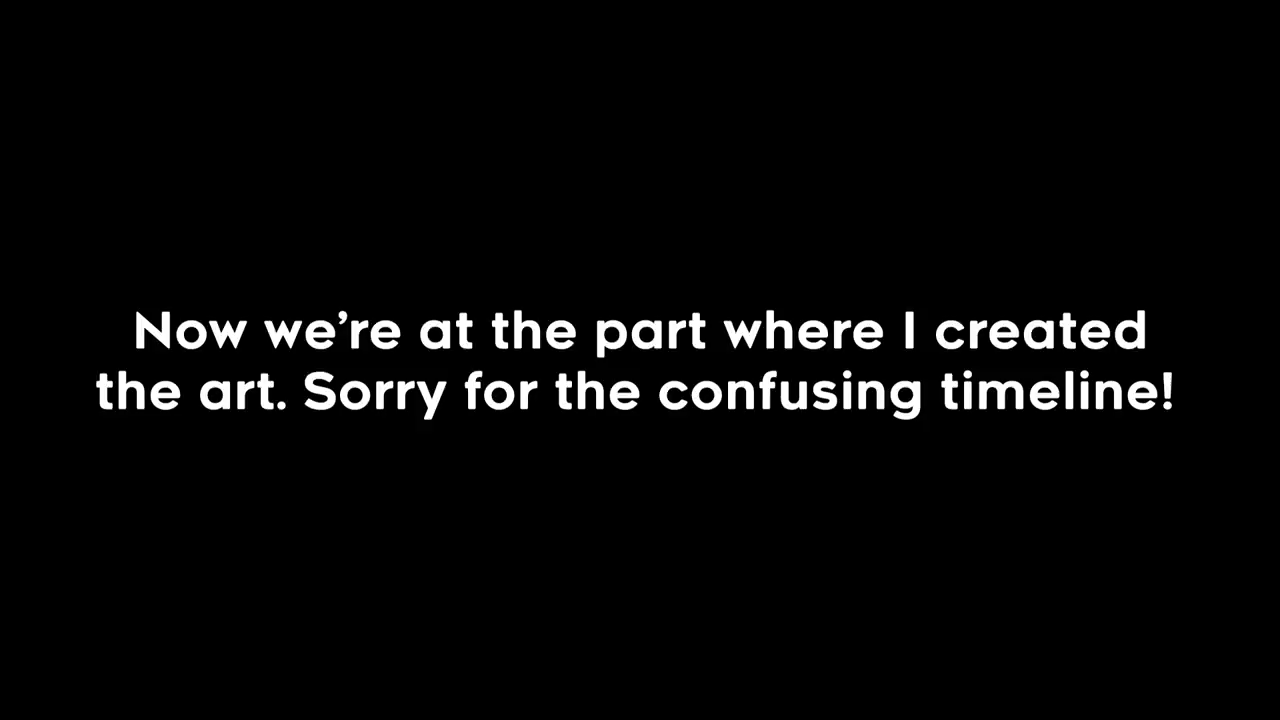 Now we’re at the part where I created
the art. Sorry for the confusing timeline!